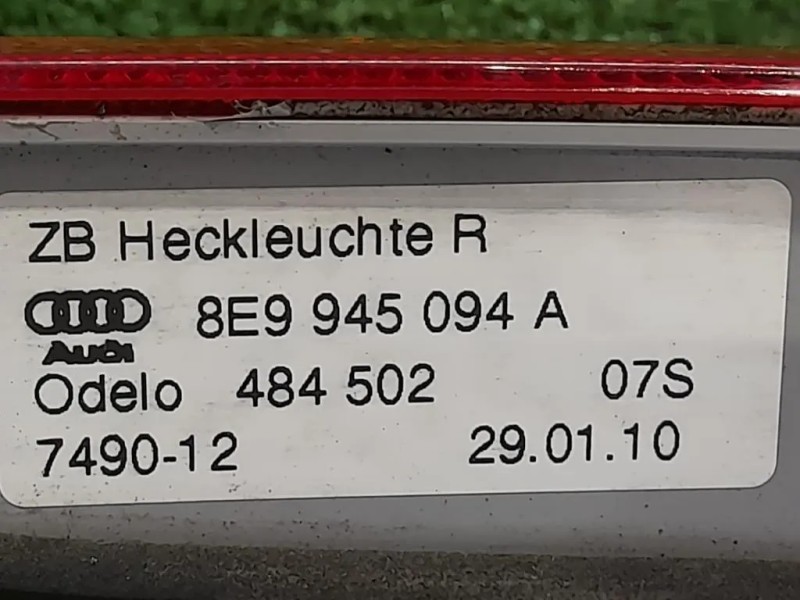 ZB Heckleuchte R
8E9 945 094 A
Audi
Odelo 484 502 07S
7490-12 29.01.10